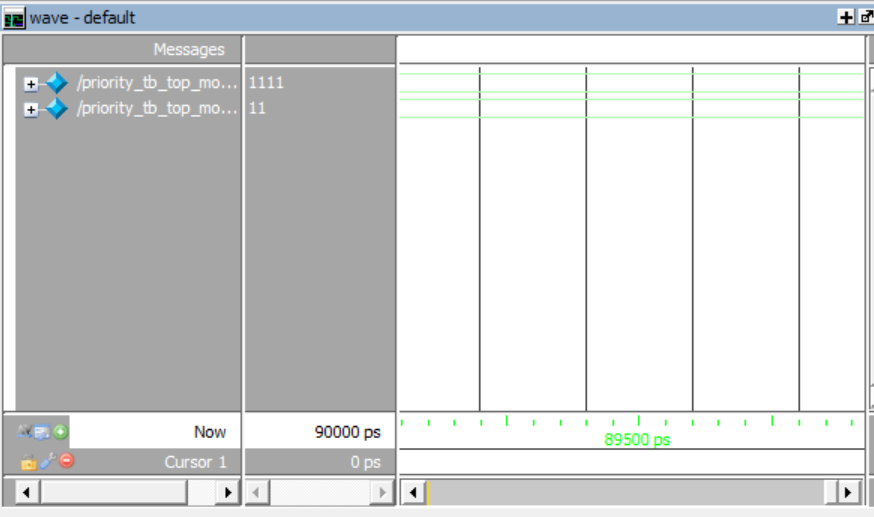 wave - default
Messages
/priority_tb_top_mo... 1111
/priority_tb_top_mo... 11
Now 90000 ps
89500 ps
Cursor 1 0 ps